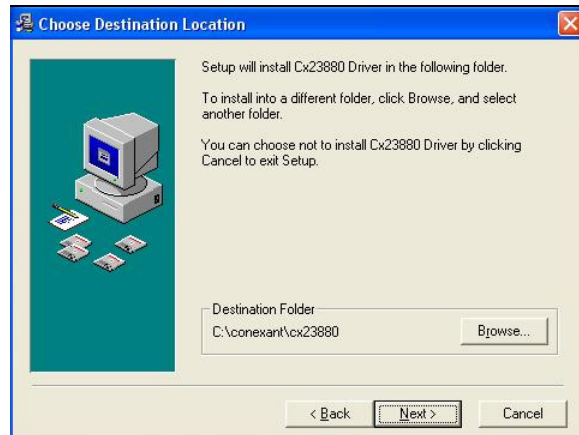 Choose Destination Location
Setup will install Cx23880 Driver in the following folder.
To install into a different folder, click Browse, and select
another folder.
You can choose not to install Cx23880 Driver by clicking
Cancel to exit Setup.
Destination Folder
C:\conexant\cx23880
Browse...
< Back
Next >
Cancel